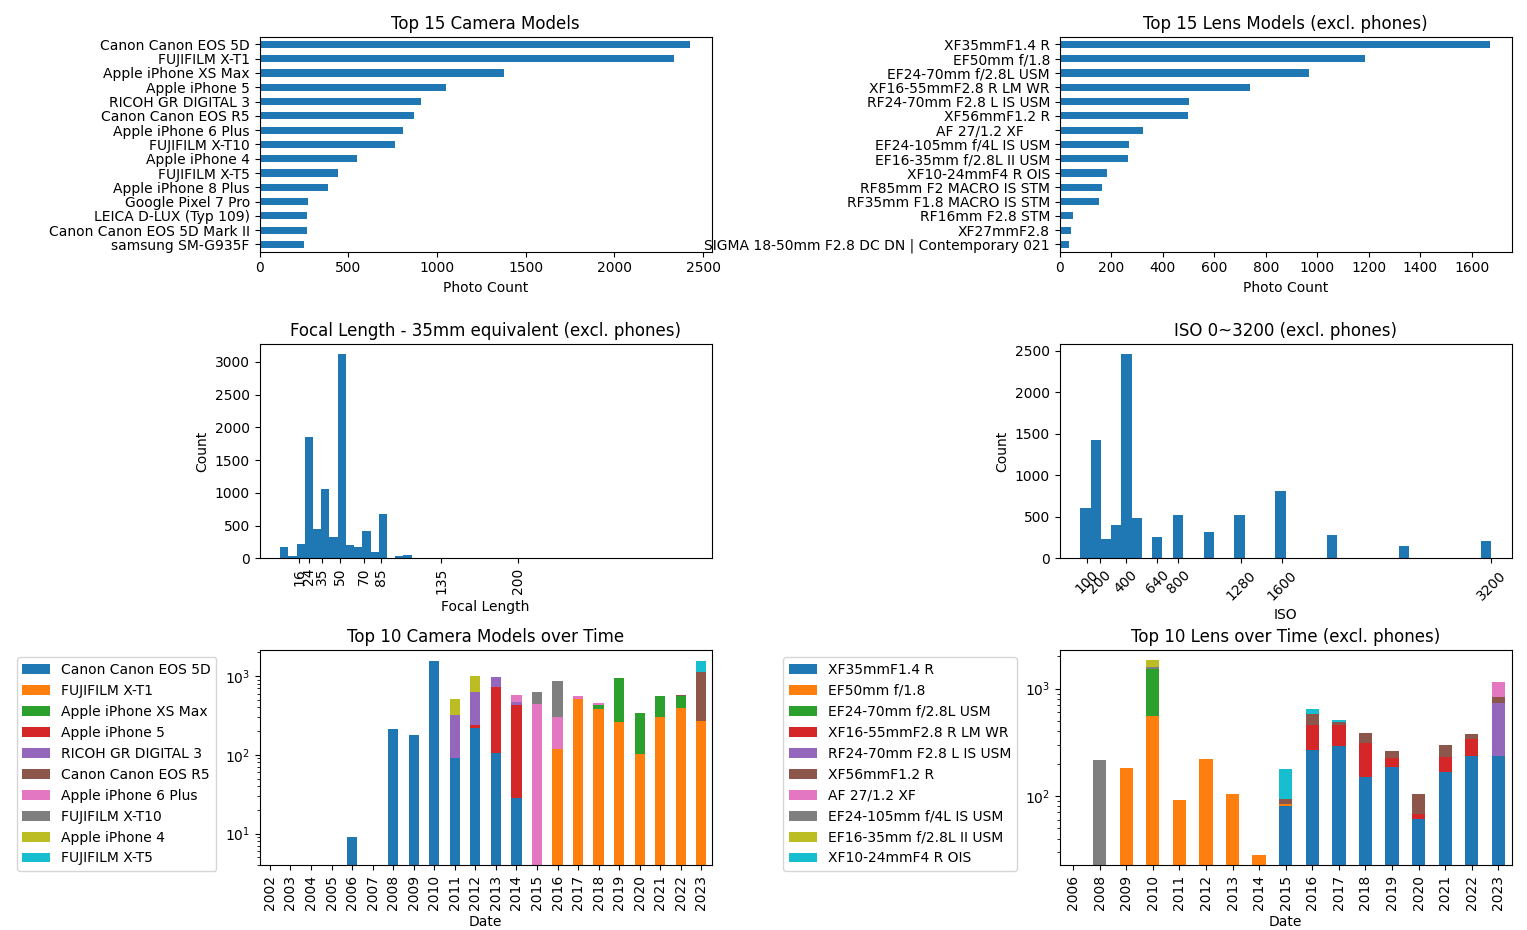 Top 15 Camera Models
Canon Canon EOS 5D
FUJIFILM X-T1
Apple iPhone XS Max
Apple iPhone 5
RICOH GR DIGITAL 3
Canon Canon EOS R5
Apple iPhone 6 Plus
FUJIFILM X-T10
Apple iPhone 4
FUJIFILM X-T5
Apple iPhone 8 Plus
Google Pixel 7 Pro
LEICA D-LUX (Typ 109)
Canon Canon EOS 5D Mark II
samsung SM-G935F
0 500 1000 1500 2000 2500
Photo Count
Top 15 Lens Models (excl. phones)
XF35mmF1.4 R
EF50mm f/1.8
EF24-70mm f/2.8L USM
XF16-55mmF2.8 R LM WR
RF24-70mm F2.8 L IS USM
XF56mmF1.2 R
AF 27/1.2 XF
EF24-105mm f/4L IS USM
EF16-35mm f/2.8L II USM
XF10-24mmF4 R OIS
RF85mm F2 MACRO IS STM
RF35mm F1.8 MACRO IS STM
RF16mm F2.8 STM
XF27mmF2.8
SIGMA 18-50mm F2.8 DC DN | Contemporary 021
0 200 400 600 800 1000 1200 1400 1600
Photo Count
Focal Length - 35mm equivalent (excl. phones)
Count
3000
2500
2000
1500
1000
500
0
16 24 35 50 70 85 135 200
Focal Length
ISO 0~3200 (excl. phones)
Count
2500
2000
1500
1000
500
0
100 200 400 640 800 1280 1600 3200
ISO
Top 10 Camera Models over Time
Canon Canon EOS 5D
FUJIFILM X-T1
Apple iPhone XS Max
Apple iPhone 5
RICOH GR DIGITAL 3
Canon Canon EOS R5
Apple iPhone 6 Plus
FUJIFILM X-T10
Apple iPhone 4
FUJIFILM X-T5
10³
10²
10¹
2002 2003 2004 2005 2006 2007 2008 2009 2010 2011 2012 2013 2014 2015 2016 2017 2018 2019 2020 2021 2022 2023
Date
Top 10 Lens over Time (excl. phones)
XF35mmF1.4 R
EF50mm f/1.8
EF24-70mm f/2.8L USM
XF16-55mmF2.8 R LM WR
RF24-70mm F2.8 L IS USM
XF56mmF1.2 R
AF 27/1.2 XF
EF24-105mm f/4L IS USM
EF16-35mm f/2.8L II USM
XF10-24mmF4 R OIS
10³
10²
2006 2008 2009 2010 2011 2012 2013 2014 2015 2016 2017 2018 2019 2020 2021 2022 2023
Date